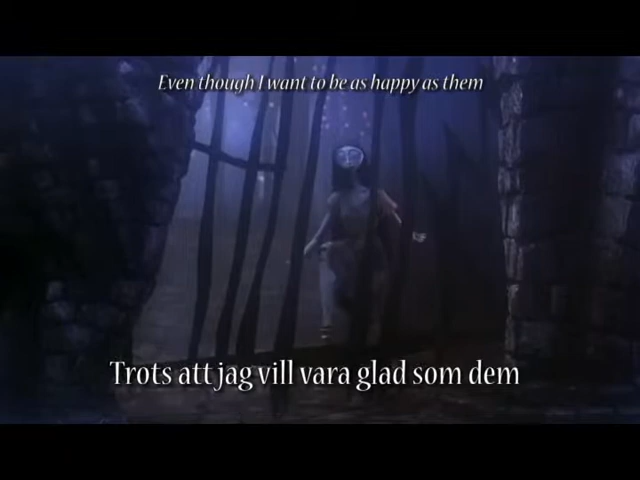 Even though I want to be as happy as them
Trots att jag vill vara glad som dem